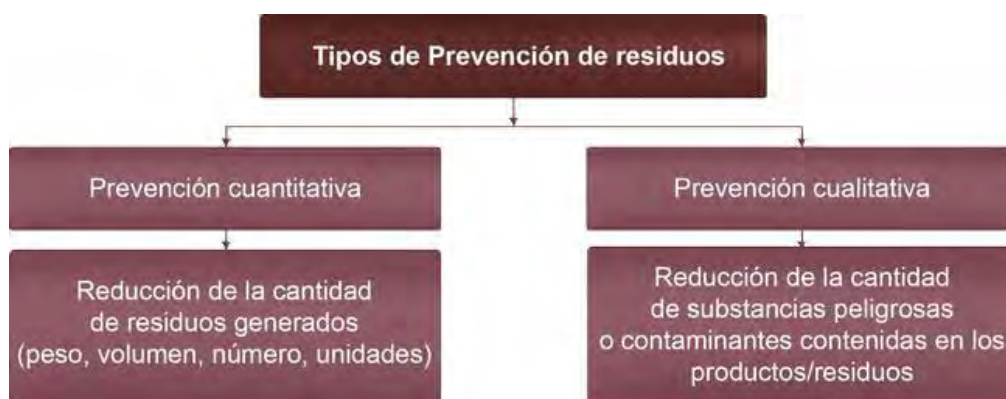 Tipos de Prevención de residuos
Prevención cuantitativa
Prevención cualitativa
Reducción de la cantidad
de residuos generados
(peso, volumen, número, unidades)
Reducción de la cantidad
de substancias peligrosas
o contaminantes contenidas en los
productos/residuos